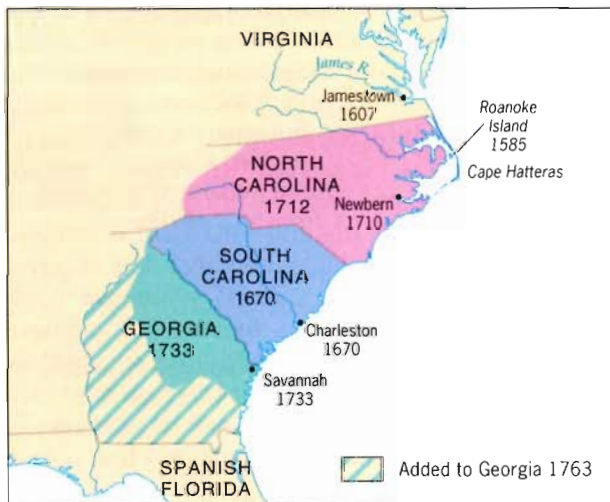 VIRGINIA
James R.
Jamestown
1607
Roanoke
Island
1585
Cape Hatteras
NORTH
CAROLINA
1712
Newbern
1710
SOUTH
CAROLINA
1670
GEORGIA
1733
Charleston
1670
Savannah
1733
SPANISH
FLORIDA
Added to Georgia 1763